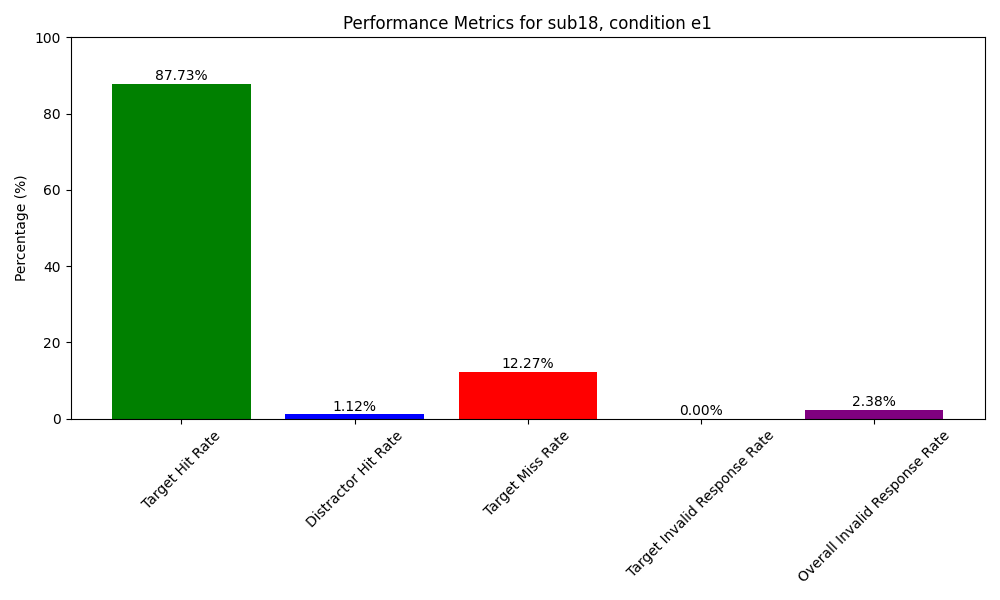 Performance Metrics for sub18, condition e1
Percentage (%)
100
80
60
40
20
0
87.73%
1.12%
12.27%
0.00%
2.38%
Target Hit Rate
Distractor Hit Rate
Target Miss Rate
Target Invalid Response Rate
Overall Invalid Response Rate